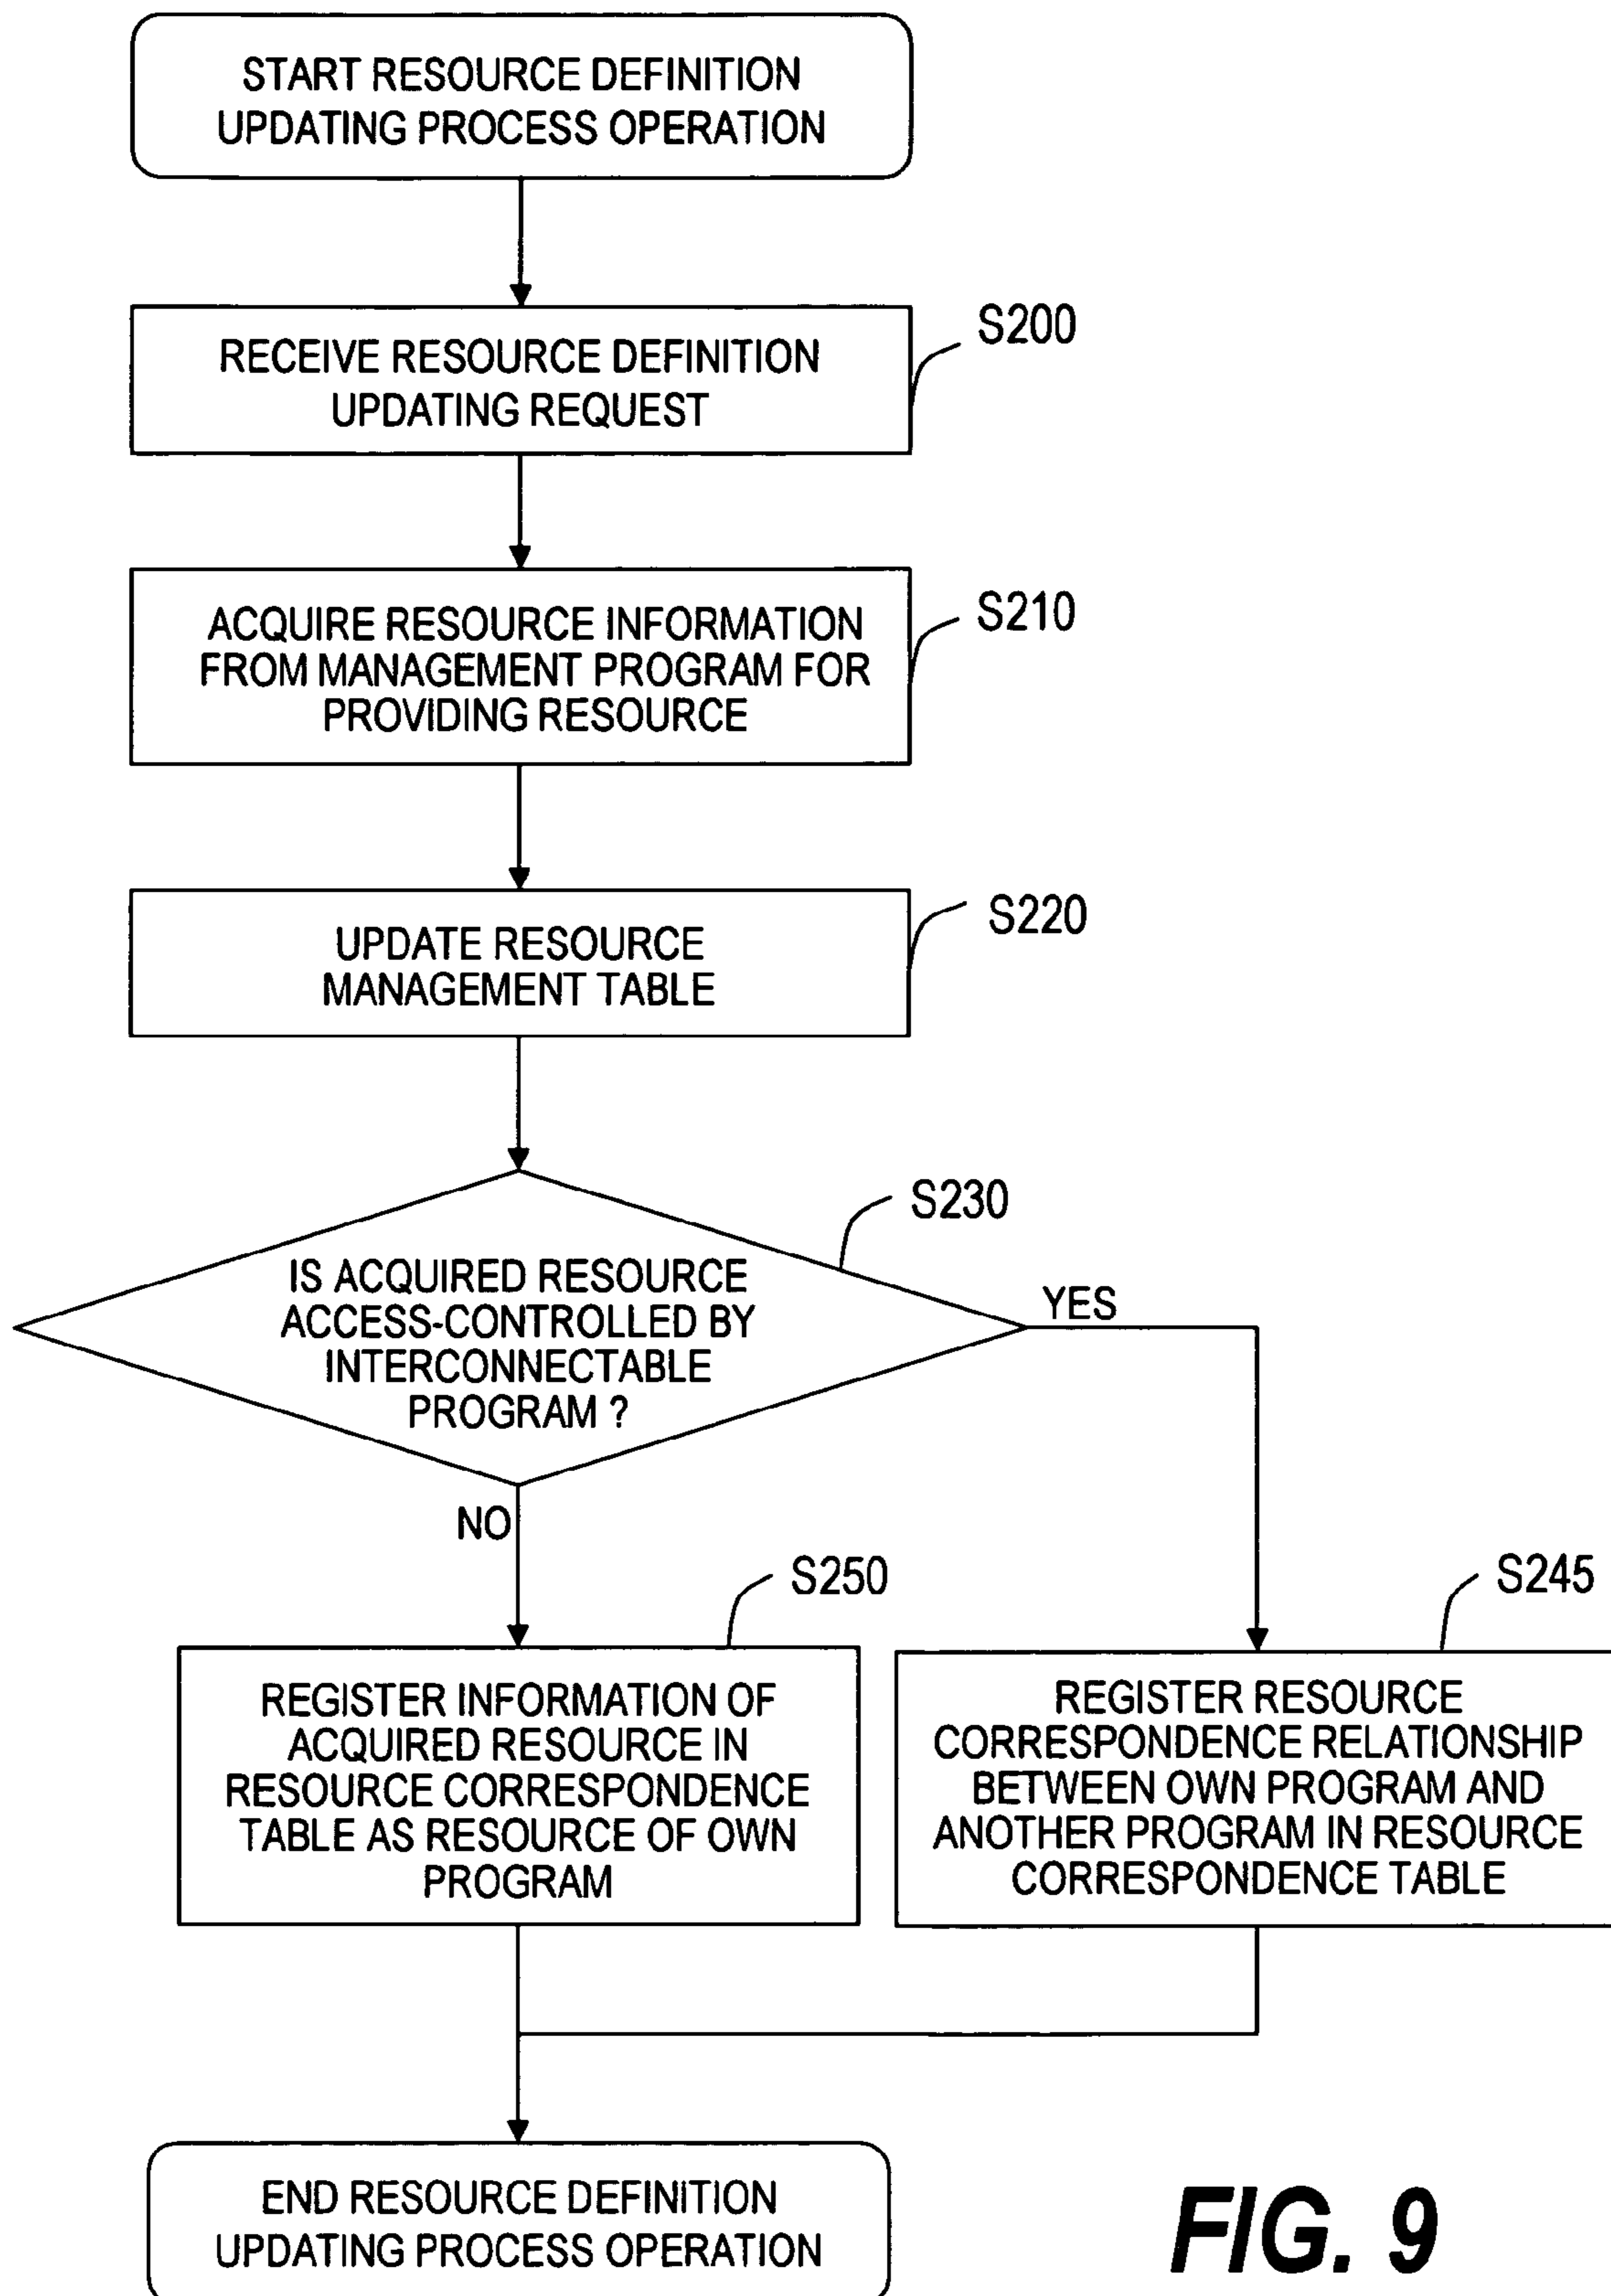 START RESOURCE DEFINITION
UPDATING PROCESS OPERATION
S200
RECEIVE RESOURCE DEFINITION
UPDATING REQUEST
S210
ACQUIRE RESOURCE INFORMATION
FROM MANAGEMENT PROGRAM FOR
PROVIDING RESOURCE
S220
UPDATE RESOURCE
MANAGEMENT TABLE
S230
IS ACQUIRED RESOURCE
ACCESS-CONTROLLED BY
INTERCONNECTABLE
PROGRAM ?
YES
NO
S250
REGISTER INFORMATION OF
ACQUIRED RESOURCE IN
RESOURCE CORRESPONDENCE
TABLE AS RESOURCE OF OWN
PROGRAM
S245
REGISTER RESOURCE
CORRESPONDENCE RELATIONSHIP
BETWEEN OWN PROGRAM AND
ANOTHER PROGRAM IN RESOURCE
CORRESPONDENCE TABLE
END RESOURCE DEFINITION
UPDATING PROCESS OPERATION
FIG. 9